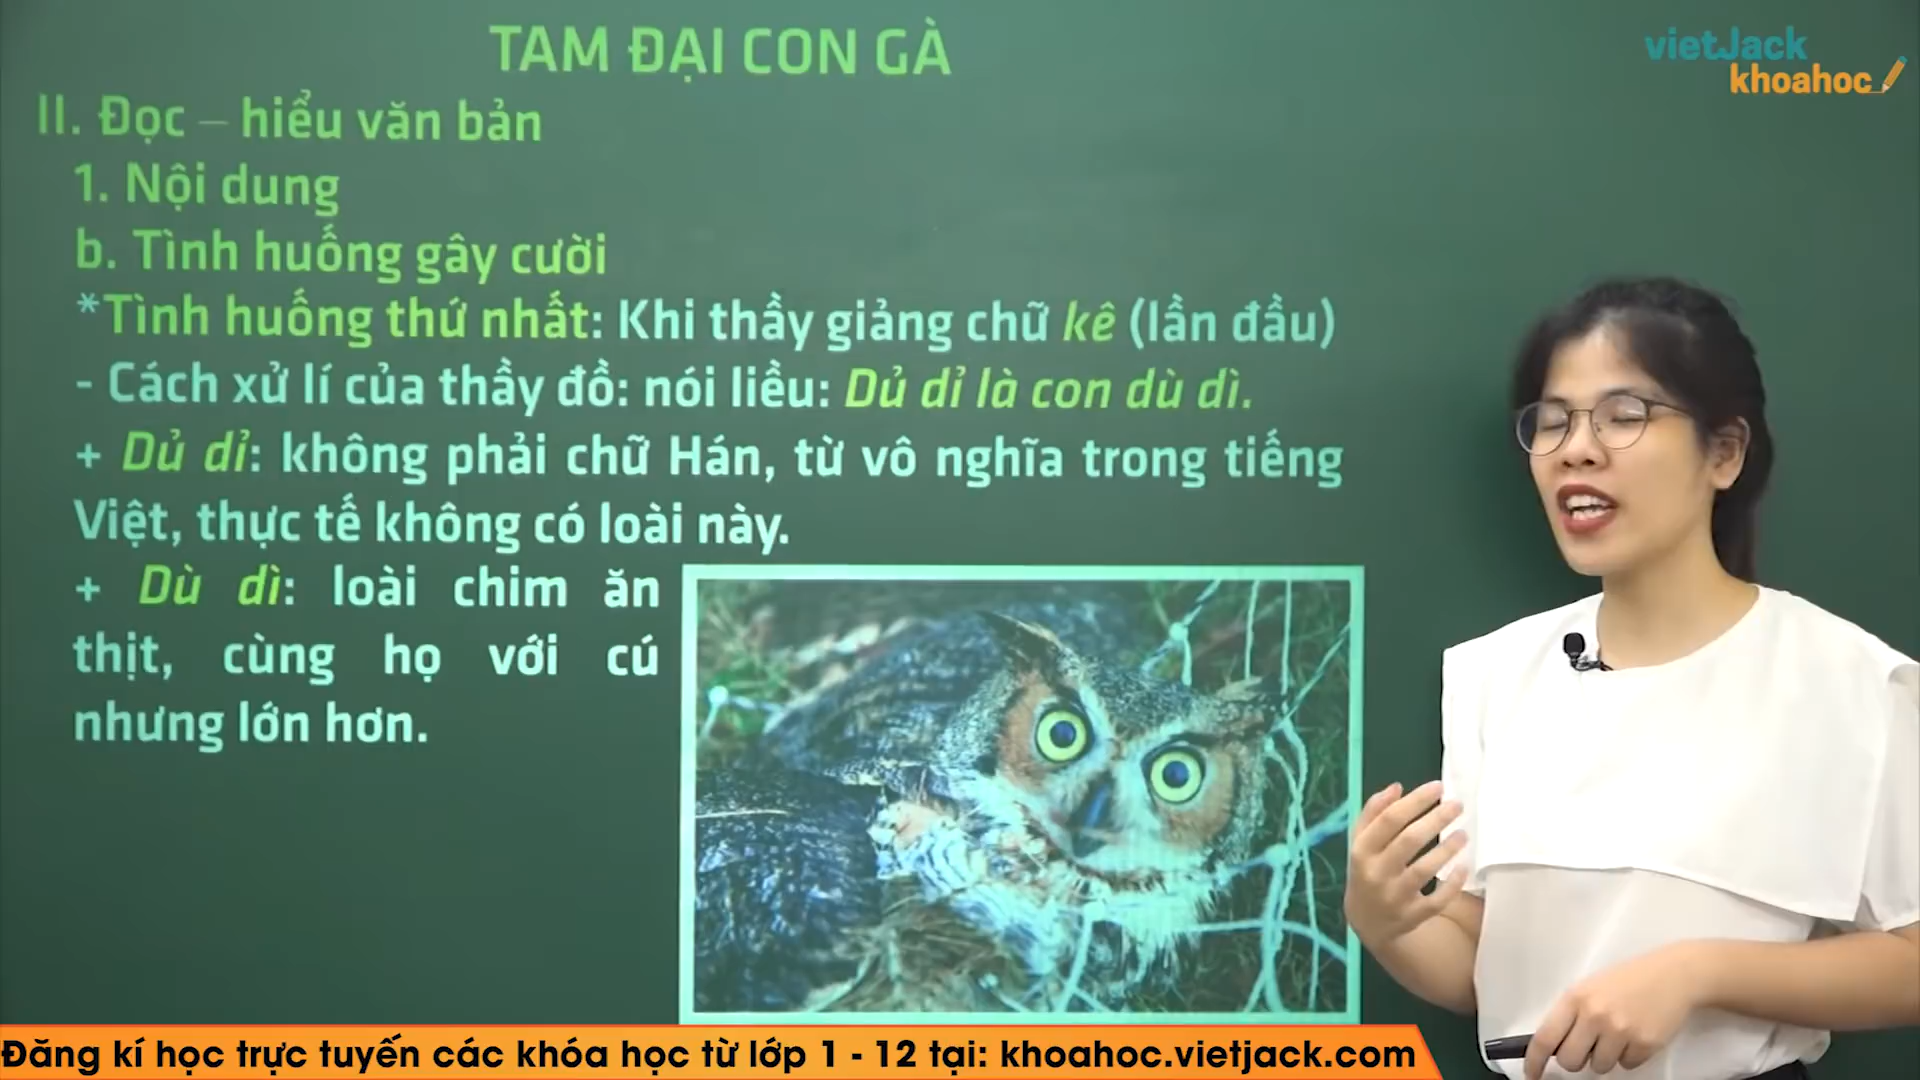 TAM ĐẠI CON GÀ
vietJack
khoahoc
II. Đọc – hiểu văn bản
1. Nội dung
b. Tình huống gây cười
*Tình huống thứ nhất: Khi thầy giảng chữ kê (lần đầu)
- Cách xử lí của thầy đồ: nói liều: Dủ dỉ là con dù dì.
+ Dủ dỉ: không phải chữ Hán, từ vô nghĩa trong tiếng
Việt, thực tế không có loài này.
+ Dù dì: loài chim ăn
thịt, cùng họ với cú
nhưng lớn hơn.
Đăng kí học trực tuyến các khóa học từ lớp 1 - 12 tại: khoahoc.vietjack.com